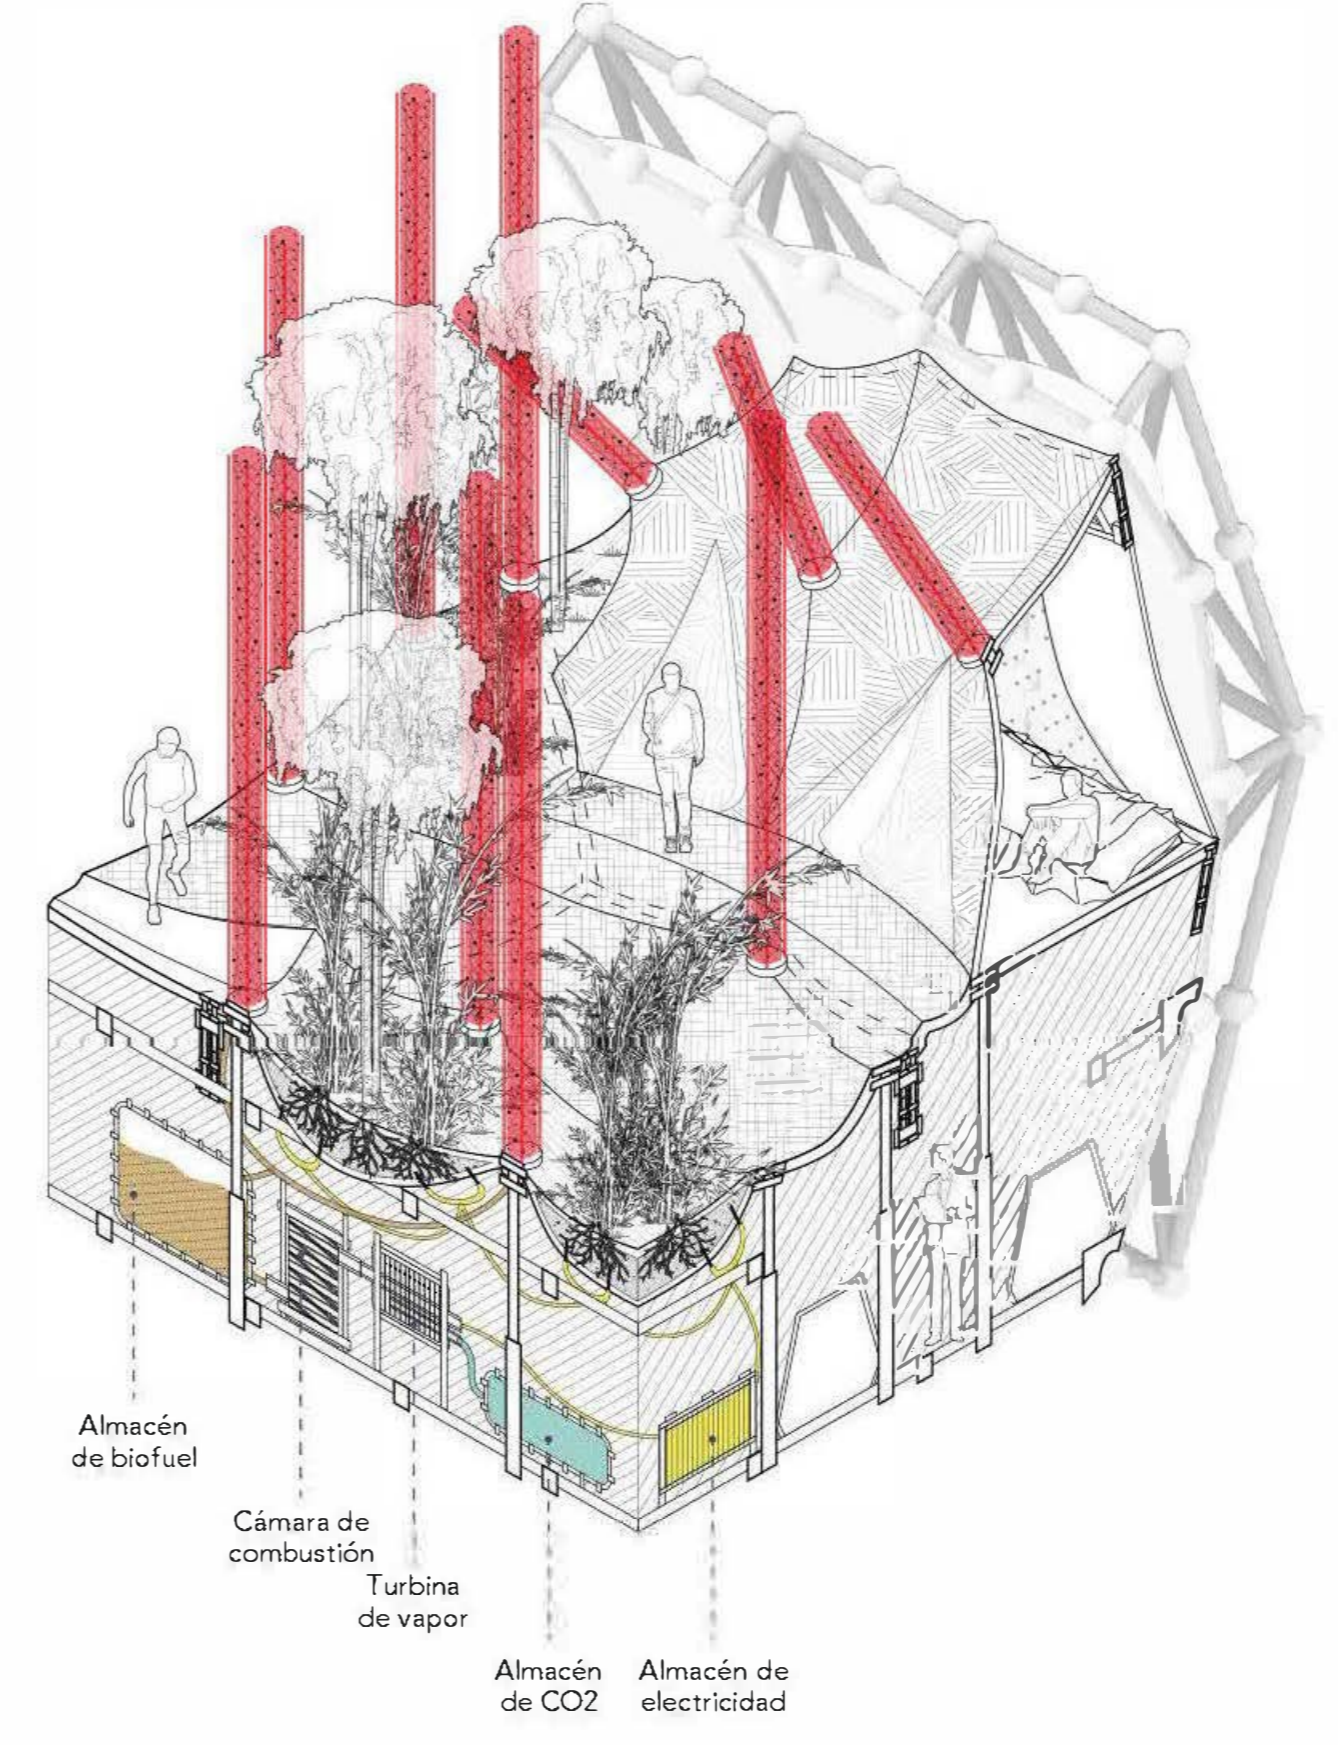 Almacén
de biofuel
Cámara de
combustión
Turbina
de vapor
Almacén
de CO2
Almacén de
electricidad